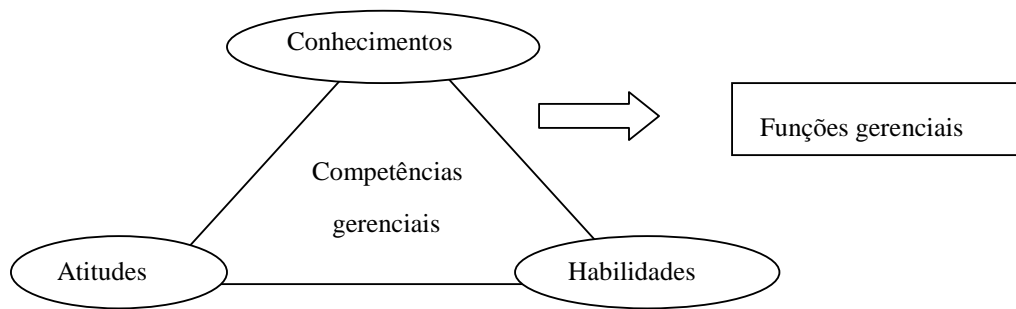 Conhecimentos
Funções gerenciais
Competências
gerenciais
Atitudes
Habilidades